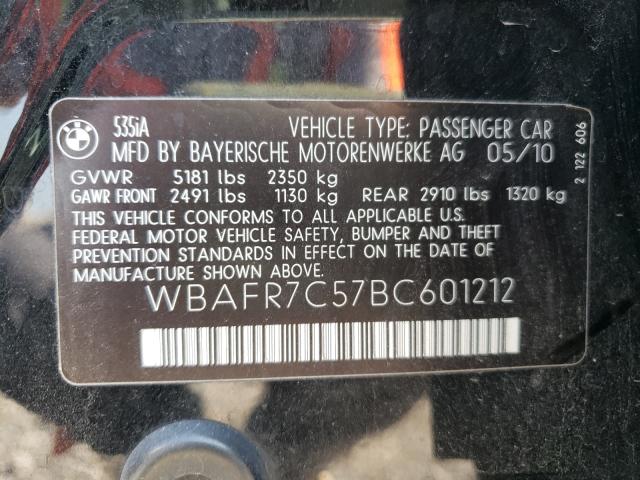 BMW
535iA VEHICLE TYPE: PASSENGER CAR
MFD BY BAYERISCHE MOTORENWERKE AG 05/10
GVWR 5181 lbs 2350 kg
GAWR FRONT 2491 lbs 1130 kg REAR 2910 lbs 1320 kg
THIS VEHICLE CONFORMS TO ALL APPLICABLE U.S.
FEDERAL MOTOR VEHICLE SAFETY, BUMPER AND THEFT
PREVENTION STANDARDS IN EFFECT ON THE DATE OF
MANUFACTURE SHOWN ABOVE.
WBAFR7C57BC601212
2 122 606